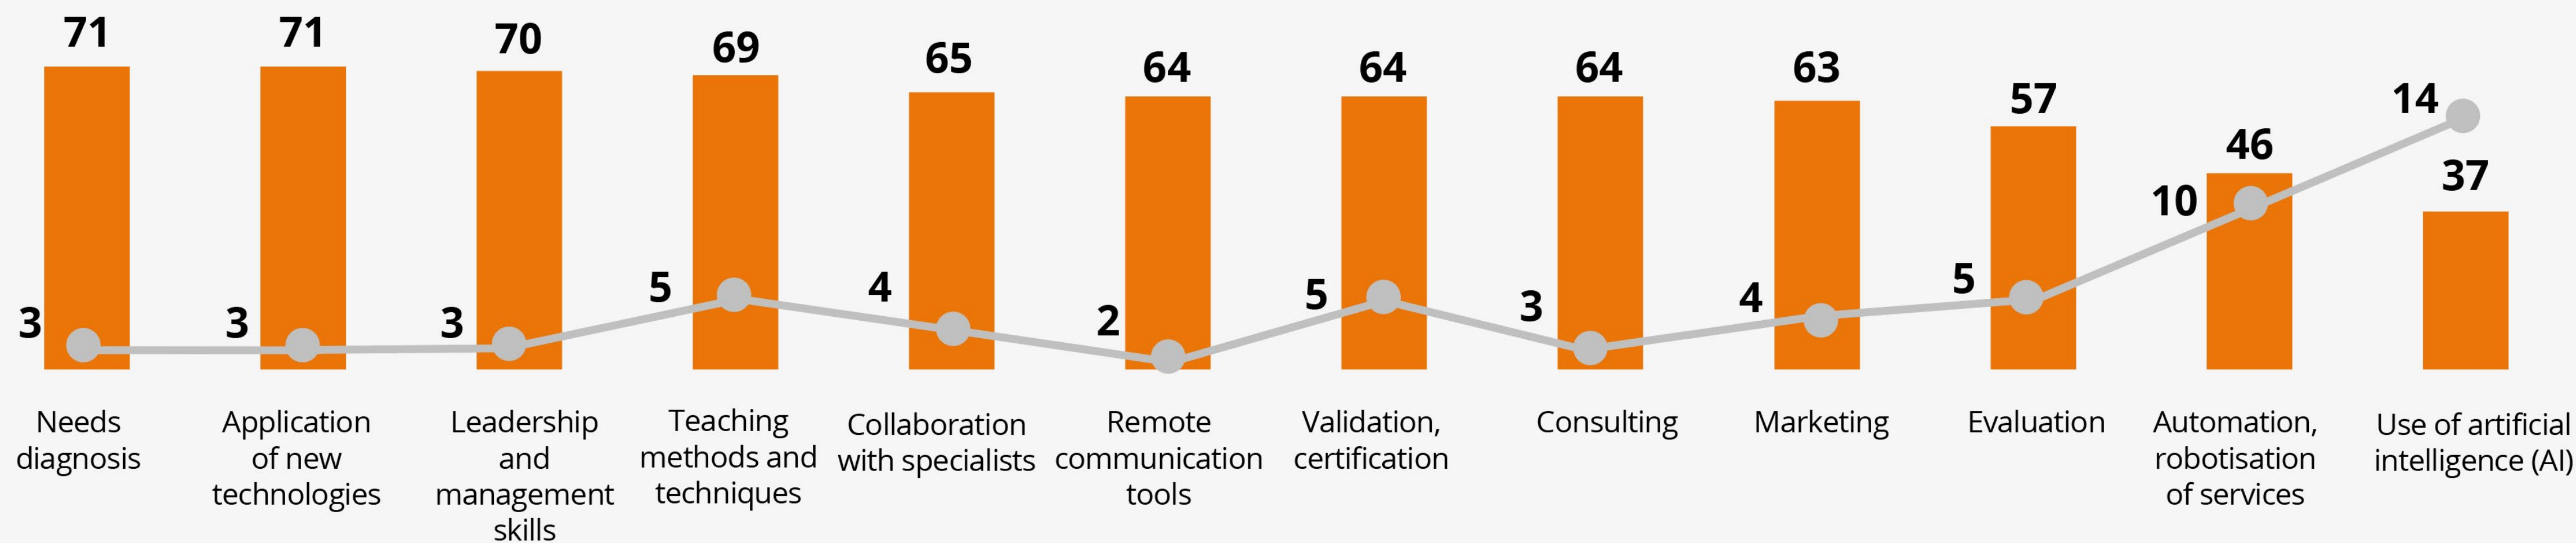 71
71
70
69
65
64
64
64
63
57
46
37
3
3
3
5
4
2
5
3
4
5
10
14
Needs
diagnosis
Application
of new
technologies
Leadership
and
management
skills
Teaching
methods and
techniques
Collaboration
with specialists
Remote
communication
tools
Validation,
certification
Consulting
Marketing
Evaluation
Automation,
robotisation
of services
Use of artificial
intelligence (AI)